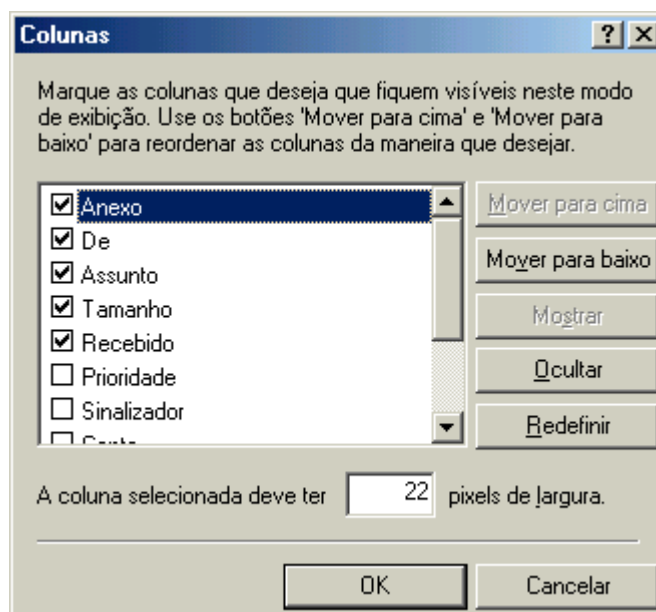 Colunas
Marque as colunas que deseja que fiquem visíveis neste modo
de exibição. Use os botões 'Mover para cima' e 'Mover para
baixo' para reordenar as colunas da maneira que desejar.
Anexo
De
Assunto
Tamanho
Recebido
Prioridade
Sinalizador
Mover para cima
Mover para baixo
Mostrar
Ocultar
Redefinir
A coluna selecionada deve ter 22 pixels de largura.
OK
Cancelar